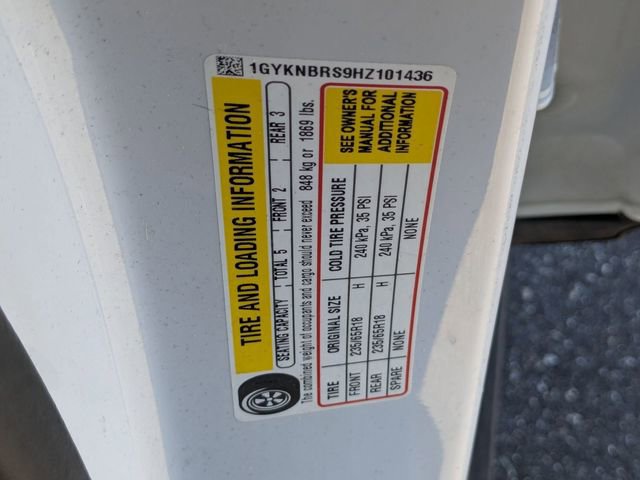 1GYKNBRS9HZ101436
TIRE AND LOADING INFORMATION
SEATING CAPACITY TOTAL 5 FRONT 2 REAR 3
The combined weight of occupants and cargo should never exceed 848 kg or 1869 lbs.
TIRE ORIGINAL SIZE COLD TIRE PRESSURE
FRONT 235/65R18 H 240 kPa, 35 PSI
REAR 235/65R18 H 240 kPa, 35 PSI
SPARE NONE NONE
SEE OWNER'S
MANUAL FOR
ADDITIONAL
INFORMATION